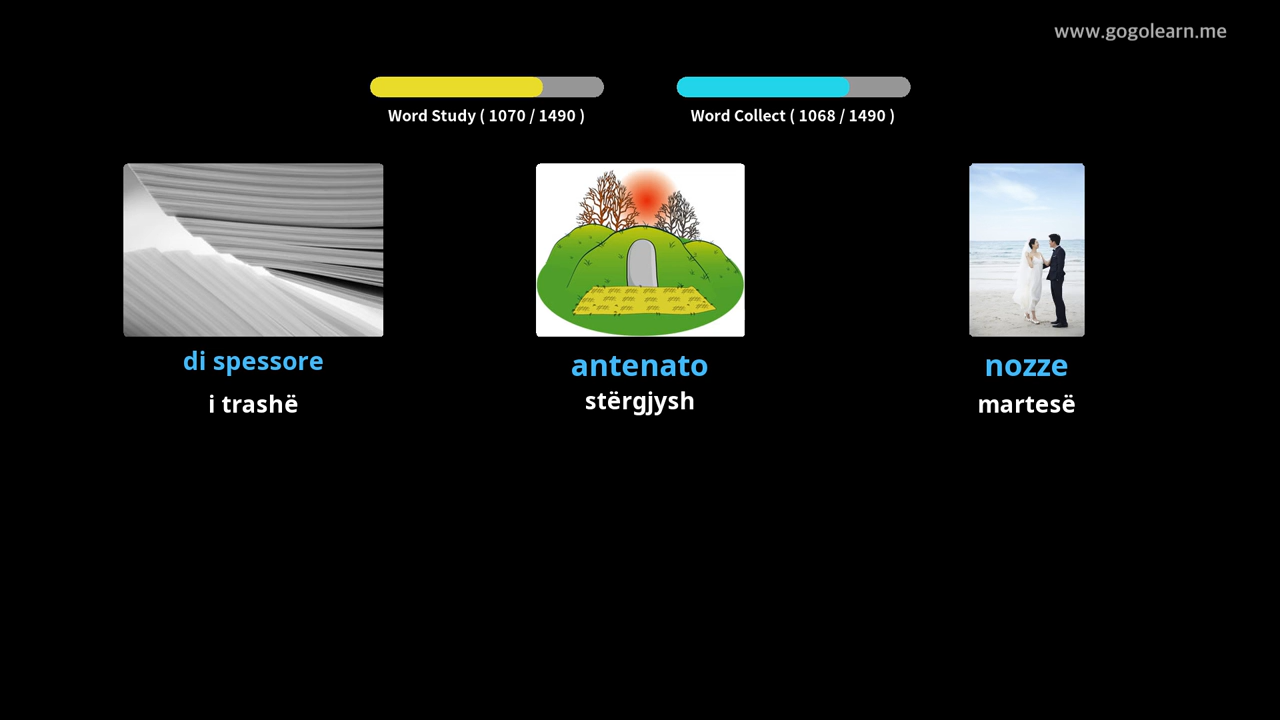 www.gogolearn.me
Word Study ( 1070 / 1490 )
Word Collect ( 1068 / 1490 )
di spessore
i trashë
antenato
stërgjysh
nozze
martesë